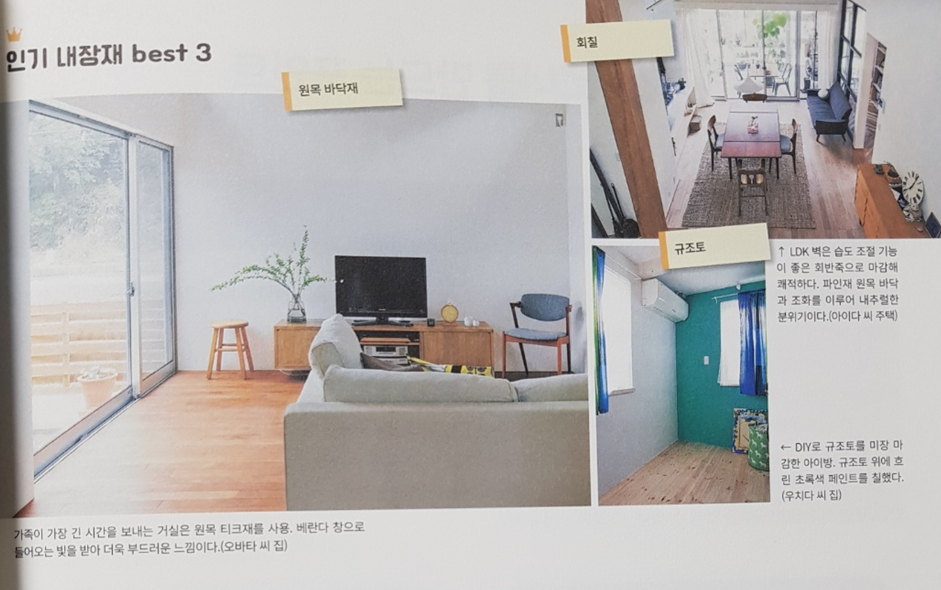 인기 내장재 best 3
원목 바닥재
가족이 가장 긴 시간을 보내는 거실은 원목 티크재를 사용. 베란다 창으로
들어오는 빛을 받아 더욱 부드러운 느낌이다.(오바타 씨 집)
회칠
↑ LDK 벽은 습도 조절 기능
이 좋은 회반죽으로 마감해
쾌적하다. 파인재 원목 바닥
과 조화를 이루어 내추럴한
분위기이다.(아이다 씨 주택)
규조토
← DIY로 규조토를 미장 마
감한 아이방. 규조토 위에 흐
린 초록색 페인트를 칠했다.
(우치다 씨 집)